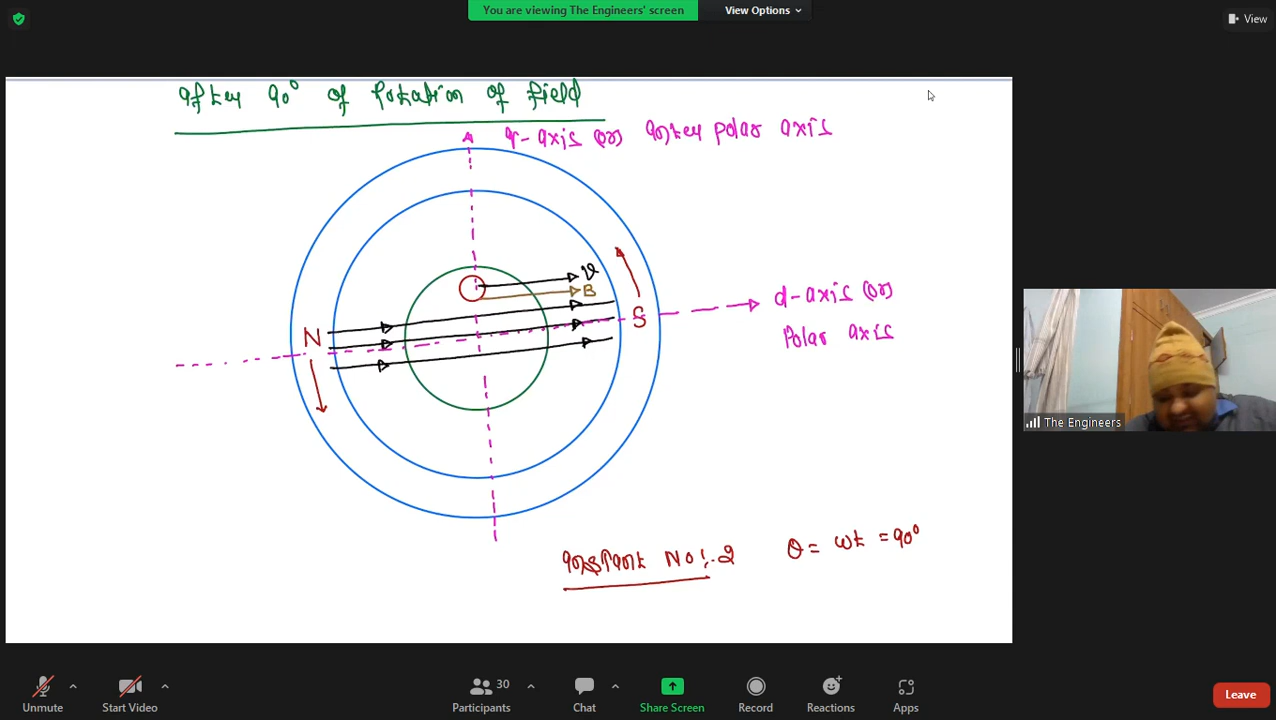 You are viewing The Engineers' screen
View Options
View
after 90° of Rotation of field
q-axis (or) inter polar axis
v
B
N
S
d-axis (or)
Polar axis
The Engineers
instant No:-2
θ = ωt = 90°
Unmute
Start Video
Participants
30
Chat
Share Screen
Record
Reactions
Apps
Leave